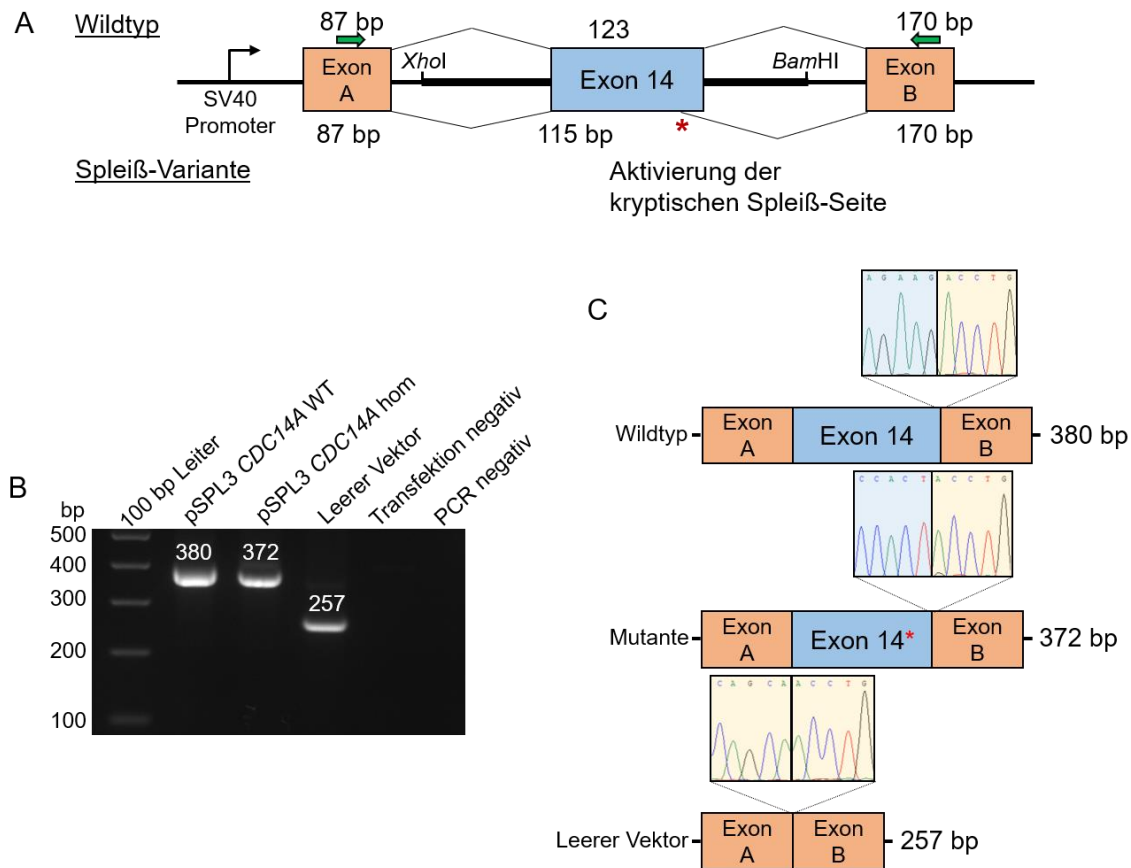 A
Wildtyp
87 bp
123
170 bp
XhoI
BamHI
Exon
A
Exon 14
Exon
B
SV40
Promoter
87 bp
115 bp
*
170 bp
Spleiß-Variante
Aktivierung der
kryptischen Spleiß-Seite
B
bp
100 bp Leiter
pSPL3 CDC14A WT
pSPL3 CDC14A hom
Leerer Vektor
Transfektion negativ
PCR negativ
500
400
300
200
100
380
372
257
C
A G A A G A C C T G
Wildtyp
Exon
A
Exon 14
Exon
B
380 bp
C C A C T A C C T G
Mutante
Exon
A
Exon 14*
Exon
B
372 bp
C A G C A A C C T G
Leerer Vektor
Exon
A
Exon
B
257 bp